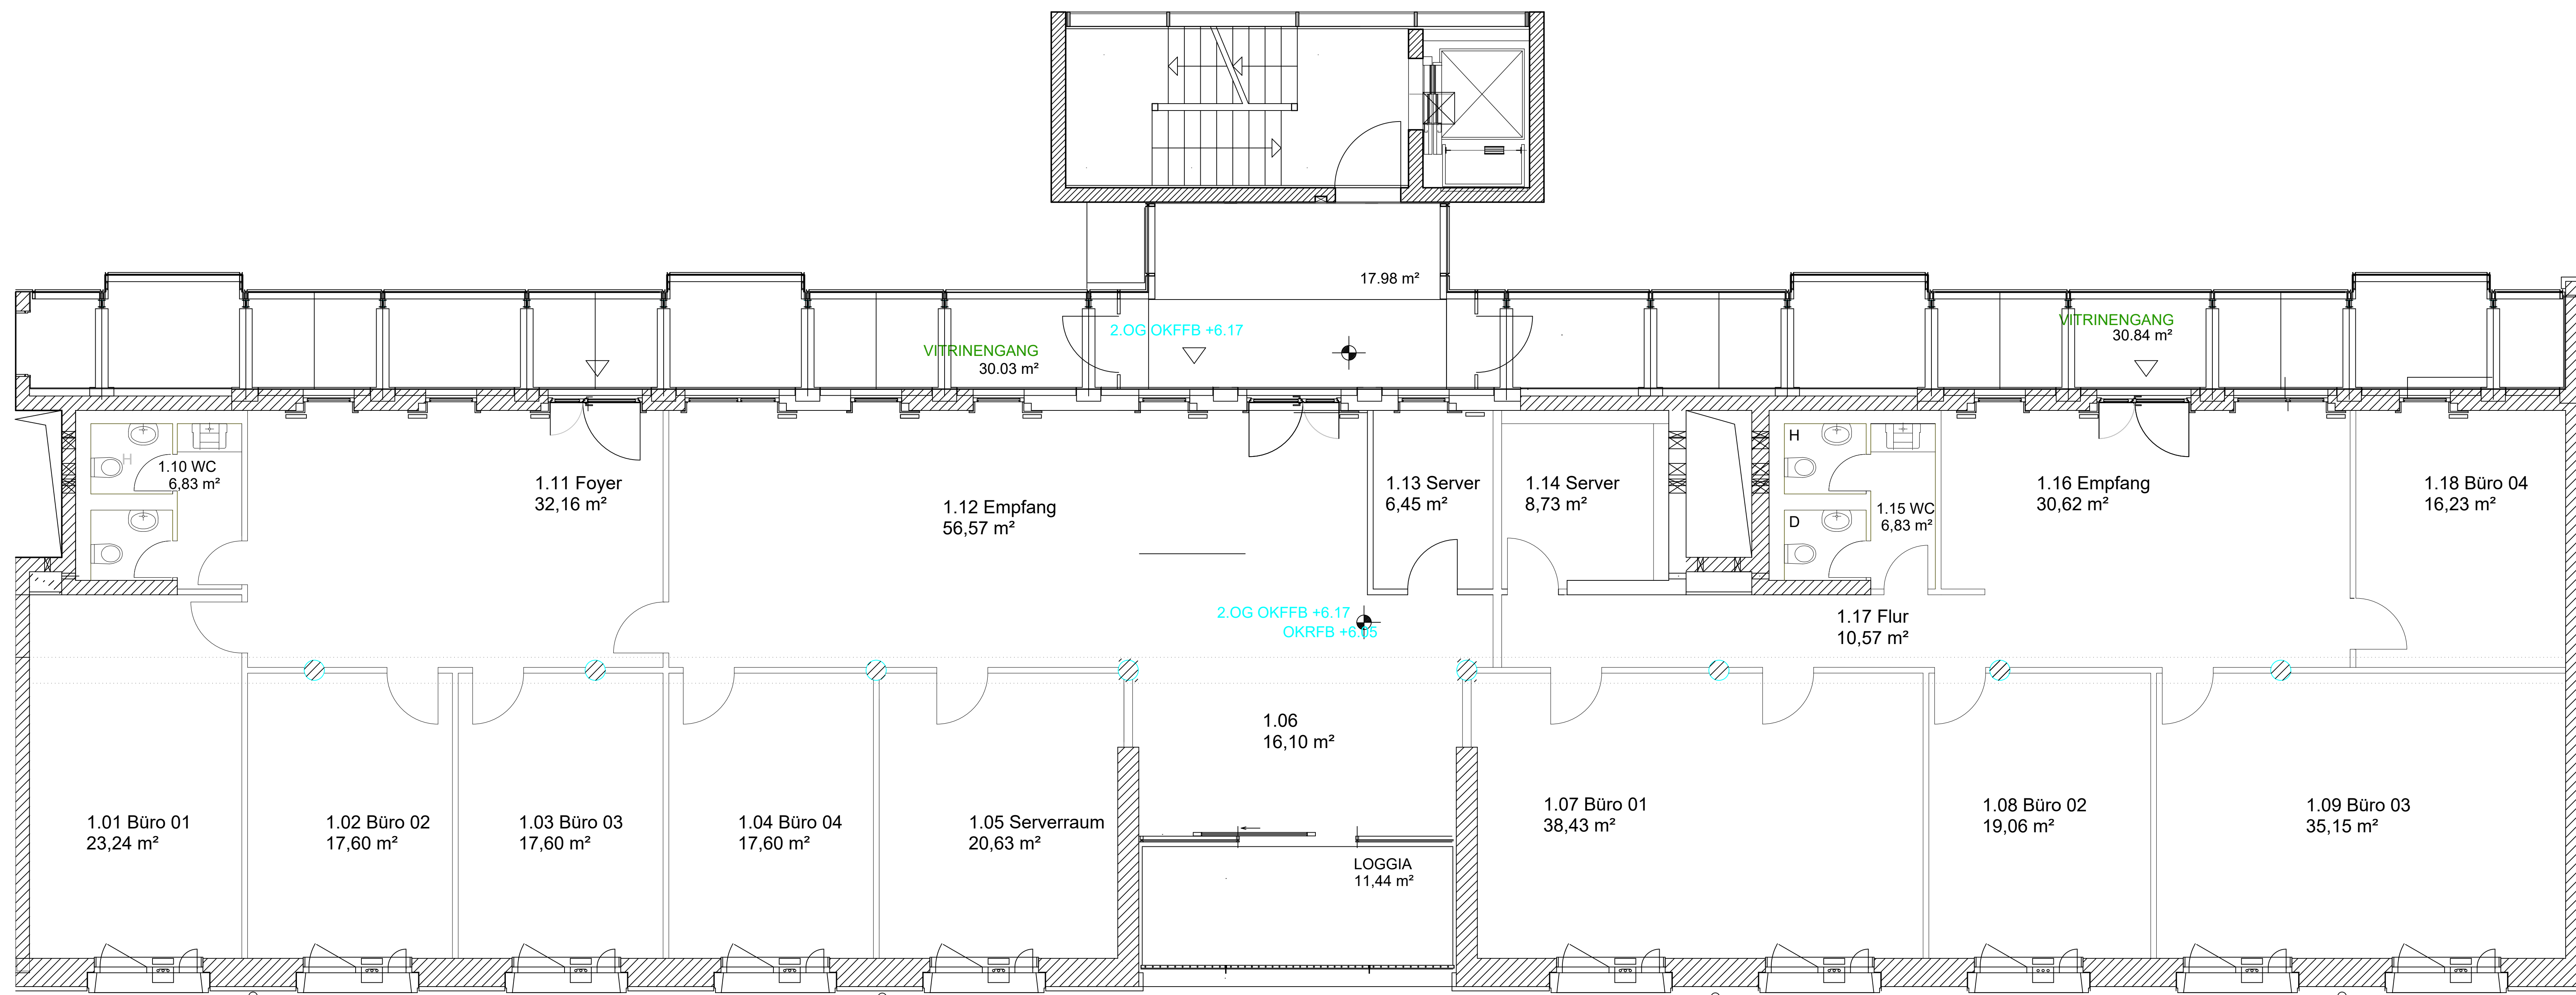 17.98 m²
2.OG OKFFB +6.17
VITRINENGANG
30.03 m²
VITRINENGANG
30.84 m²
H
1.10 WC
6,83 m²
1.11 Foyer
32,16 m²
1.12 Empfang
56,57 m²
1.13 Server
6,45 m²
1.14 Server
8,73 m²
H
D
1.15 WC
6,83 m²
1.16 Empfang
30,62 m²
1.18 Büro 04
16,23 m²
2.OG OKFFB +6.17
OKRFB +6.05
1.17 Flur
10,57 m²
1.06
16,10 m²
1.01 Büro 01
23,24 m²
1.02 Büro 02
17,60 m²
1.03 Büro 03
17,60 m²
1.04 Büro 04
17,60 m²
1.05 Serverraum
20,63 m²
LOGGIA
11,44 m²
1.07 Büro 01
38,43 m²
1.08 Büro 02
19,06 m²
1.09 Büro 03
35,15 m²